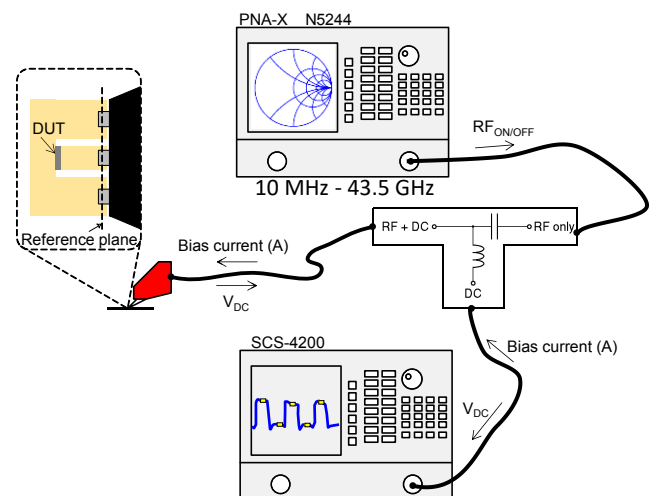 PNA-X N5244
DUT
Reference plane
10 MHz - 43.5 GHz
RF_ON/OFF
RF + DC
RF only
DC
Bias current (A)
V_DC
SCS-4200
Bias current (A)
V_DC